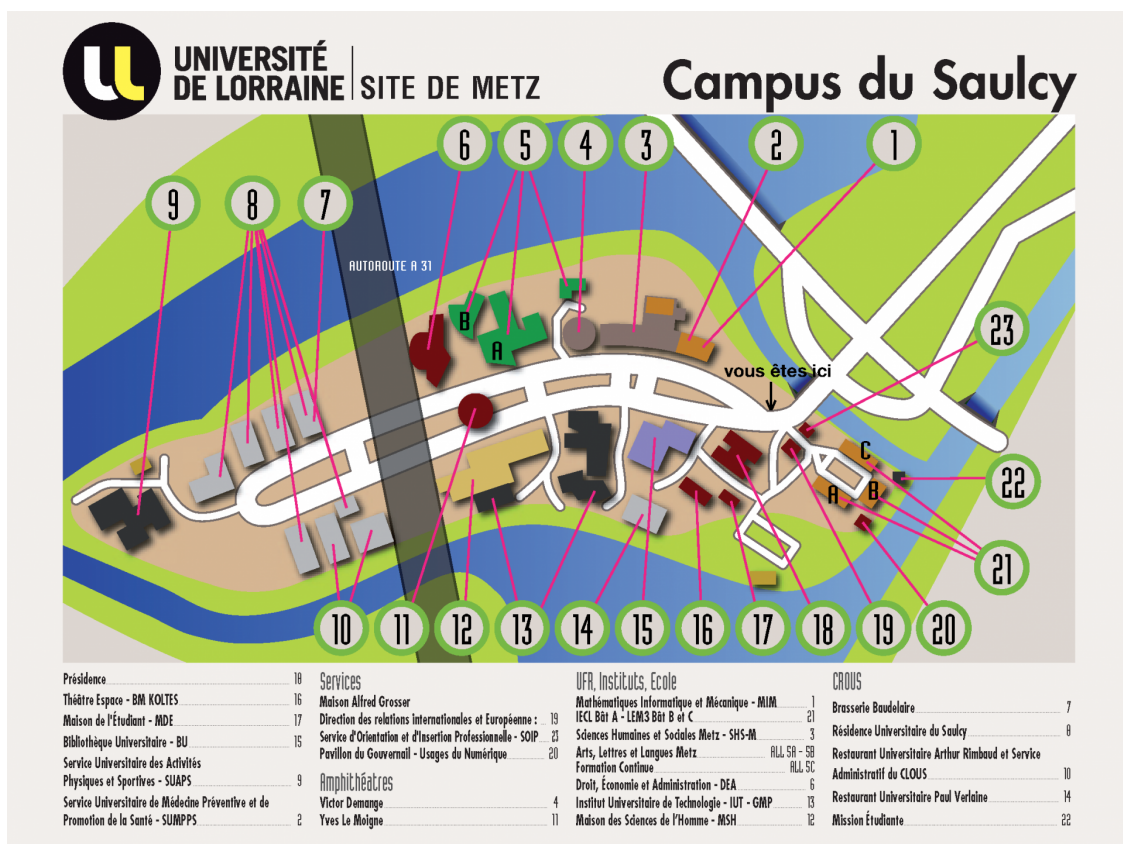 UNIVERSITÉ
DE LORRAINE
SITE DE METZ
Campus du Saulcy
6
5
4
3
2
1
9
8
7
AUTOROUTE A 31
B
A
23
vous êtes ici
C
A
B
22
21
10
11
12
13
14
15
16
17
18
19
20
Présidence 18
Théâtre Espace - BM KOLTES 16
Maison de l'Étudiant - MDE 17
Bibliothèque Universitaire - BU 15
Service Universitaire des Activités
Physiques et Sportives - SUAPS 9
Service Universitaire de Médecine Préventive et de
Promotion de la Santé - SUMPPS 2
Services
Maison Alfred Grosser
Direction des relations internationales et Européenne : 19
Service d'Orientation et d'Insertion Professionnelle - SOIP 23
Pavillon du Gouvernail - Usages du Numérique 20
Amphithéatres
Victor Demange 4
Yves Le Moigne 11
UFR, Instituts, Ecole
Mathématiques Informatique et Mécanique - MIM 1
IECL Bât A - LEM3 Bât B et C 21
Sciences Humaines et Sociales Metz - SHS-M 3
Arts, Lettres et Langues Metz ALL 5A - 5B
Formation Continue ALL 5C
Droit, Économie et Administration - DEA 6
Institut Universitaire de Technologie - IUT - GMP 13
Maison des Sciences de l'Homme - MSH 12
CROUS
Brasserie Baudelaire 7
Résidence Universitaire du Saulcy 8
Restaurant Universitaire Arthur Rimbaud et Service
Administratif du CLOUS 10
Restaurant Universitaire Paul Verlaine 14
Mission Étudiante 22